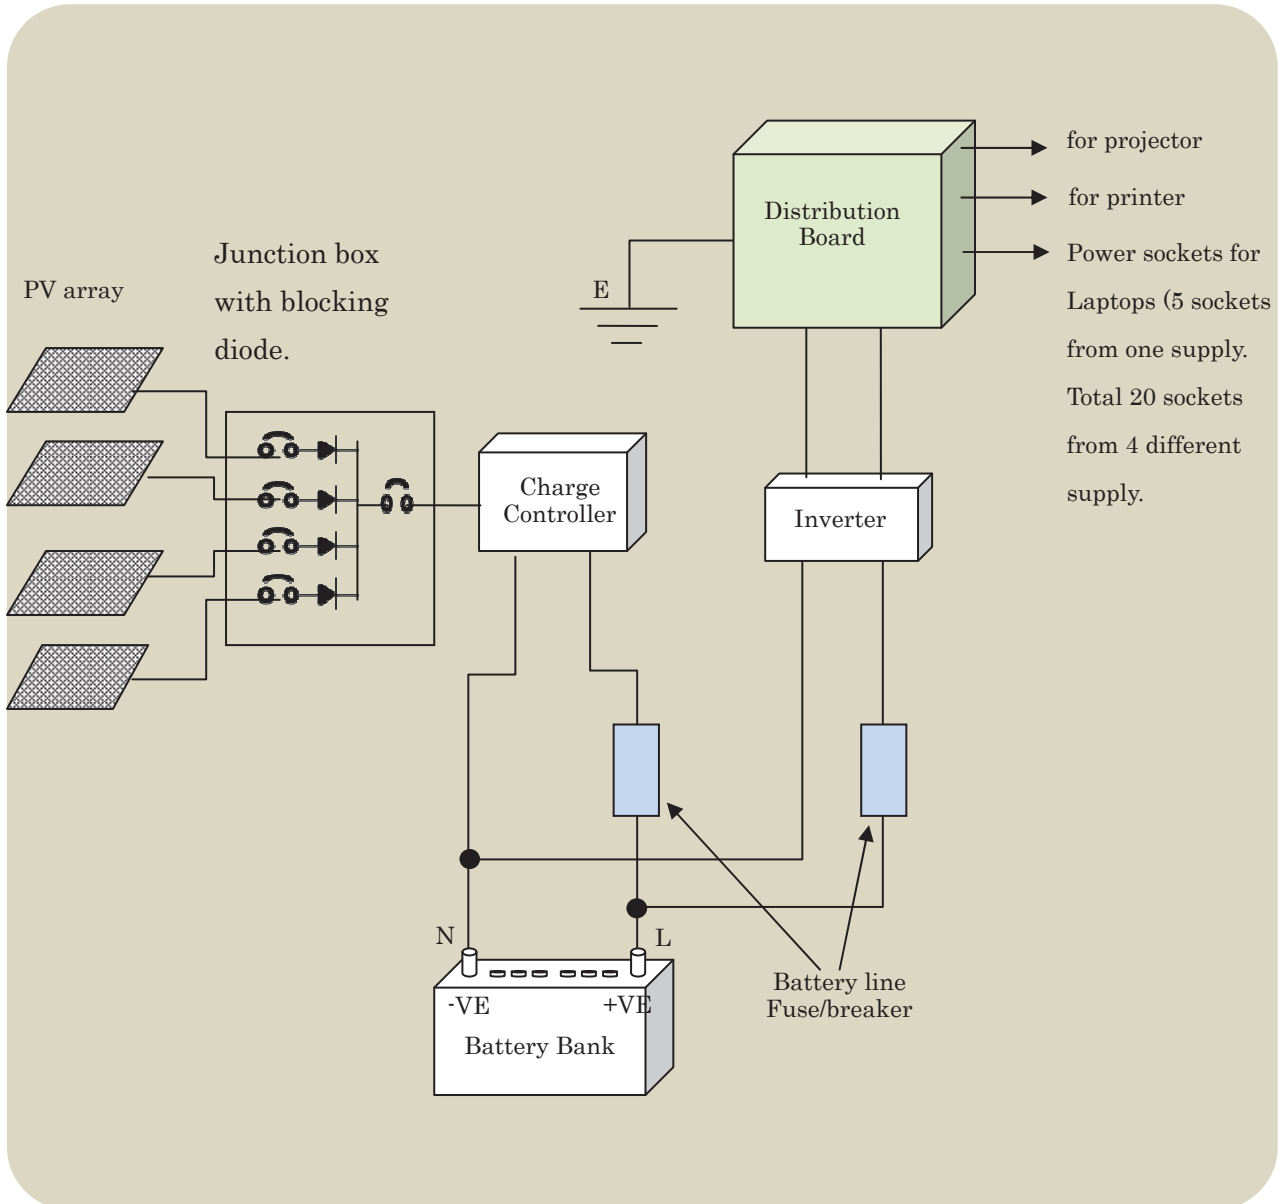 for projector
for printer
Distribution
Board
Power sockets for
Laptops (5 sockets
from one supply.
Total 20 sockets
from 4 different
supply.
Junction box
with blocking
diode.
PV array
E
Charge
Controller
Inverter
N
L
-VE
+VE
Battery Bank
Battery line
Fuse/breaker